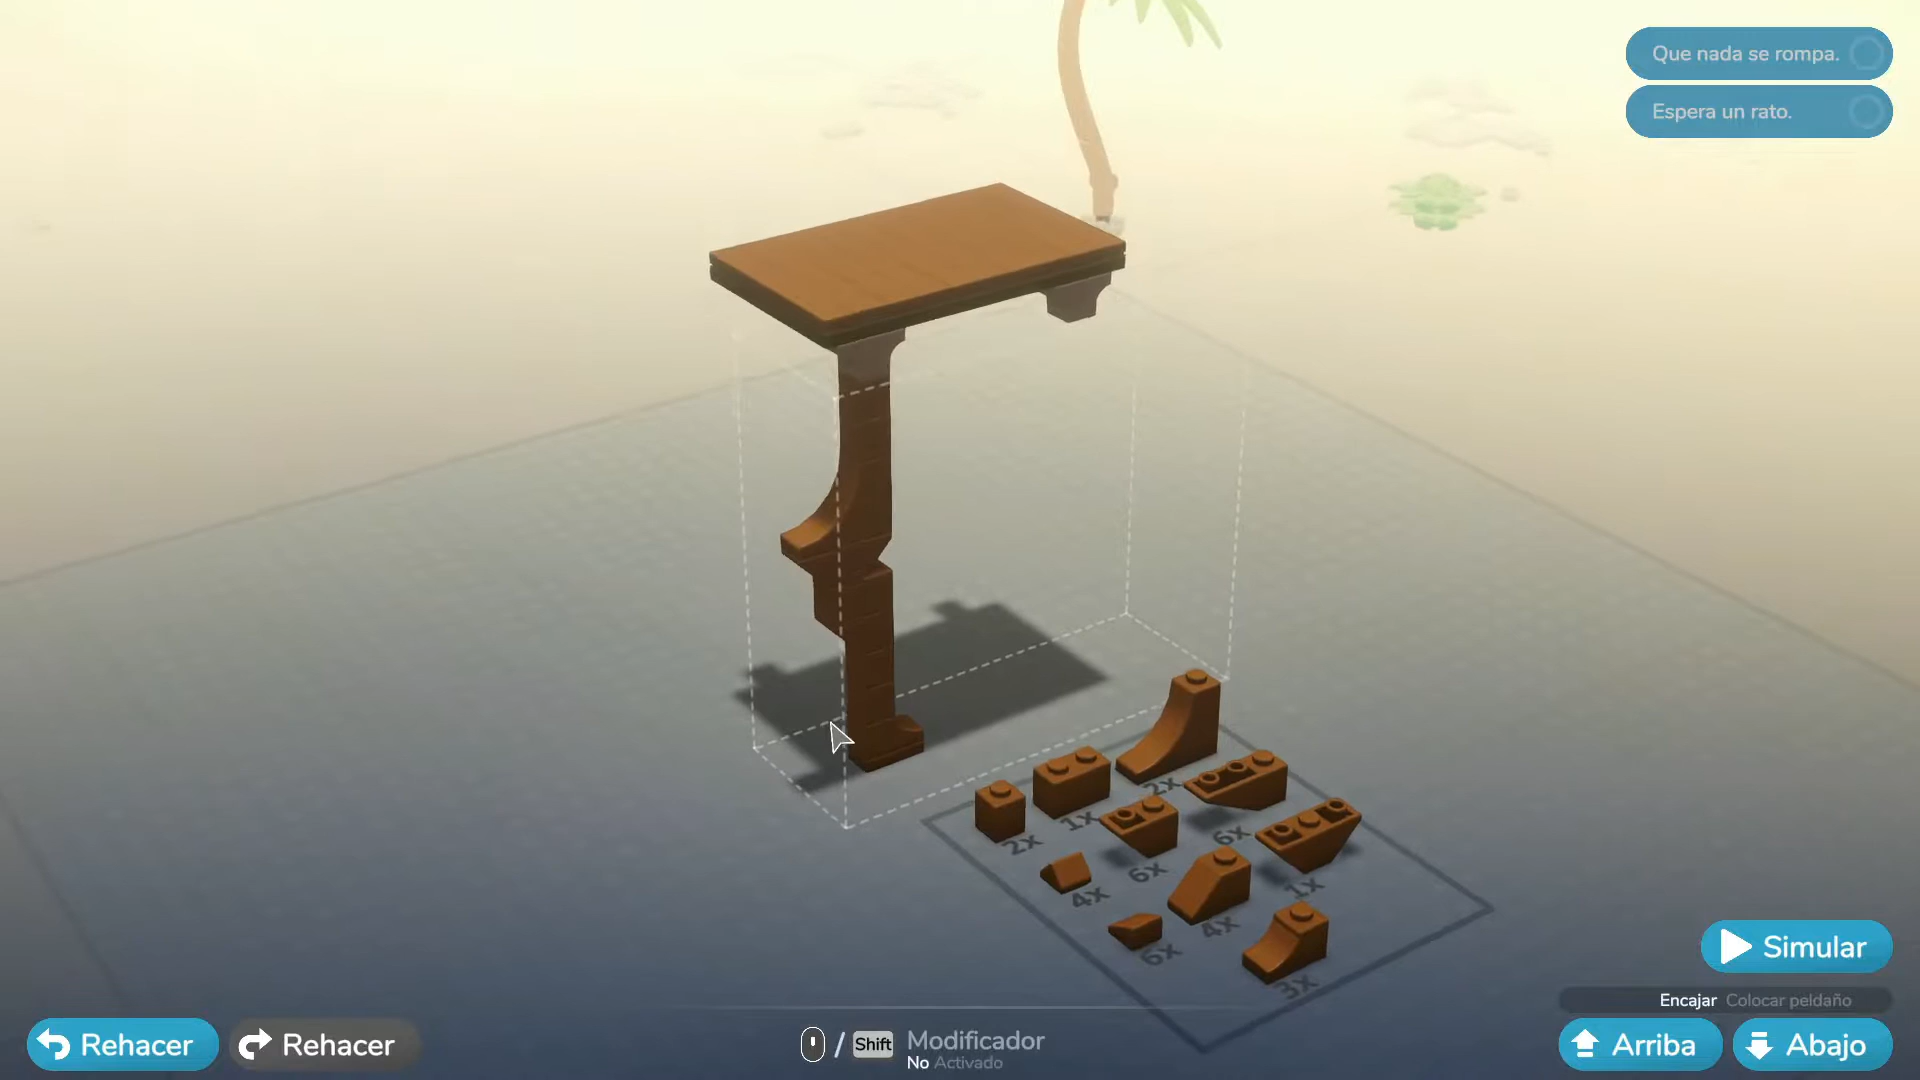 Que nada se rompa.
Espera un rato.
2x
1x
2x
6x
4x
6x
1x
6x
4x
3x
Simular
Encajar Colocar peldaño
Rehacer
Rehacer
/ Shift Modificador
No Activado
Arriba
Abajo